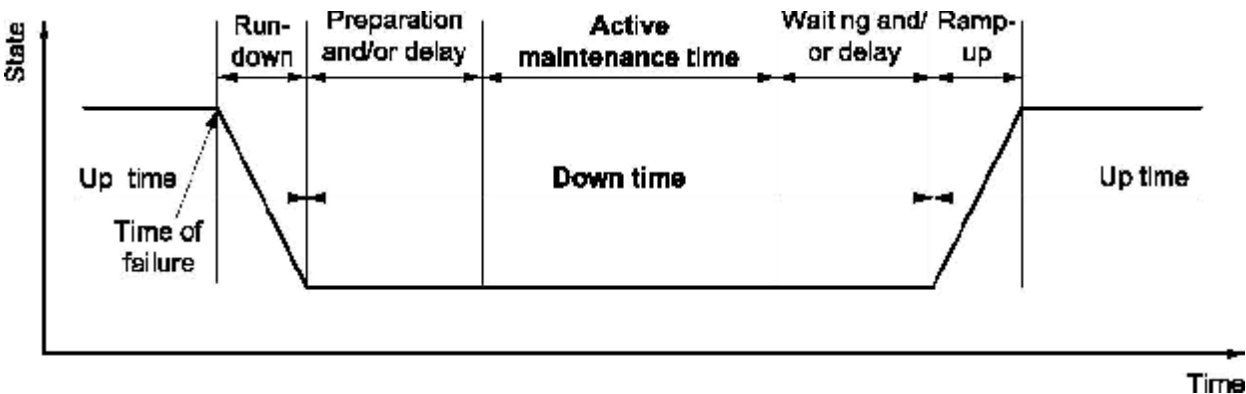 State
Run-
down
Preparation
and/or delay
Active
maintenance time
Waiting and/
or delay
Ramp-
up
Up time
Time of
failure
Down time
Up time
Time